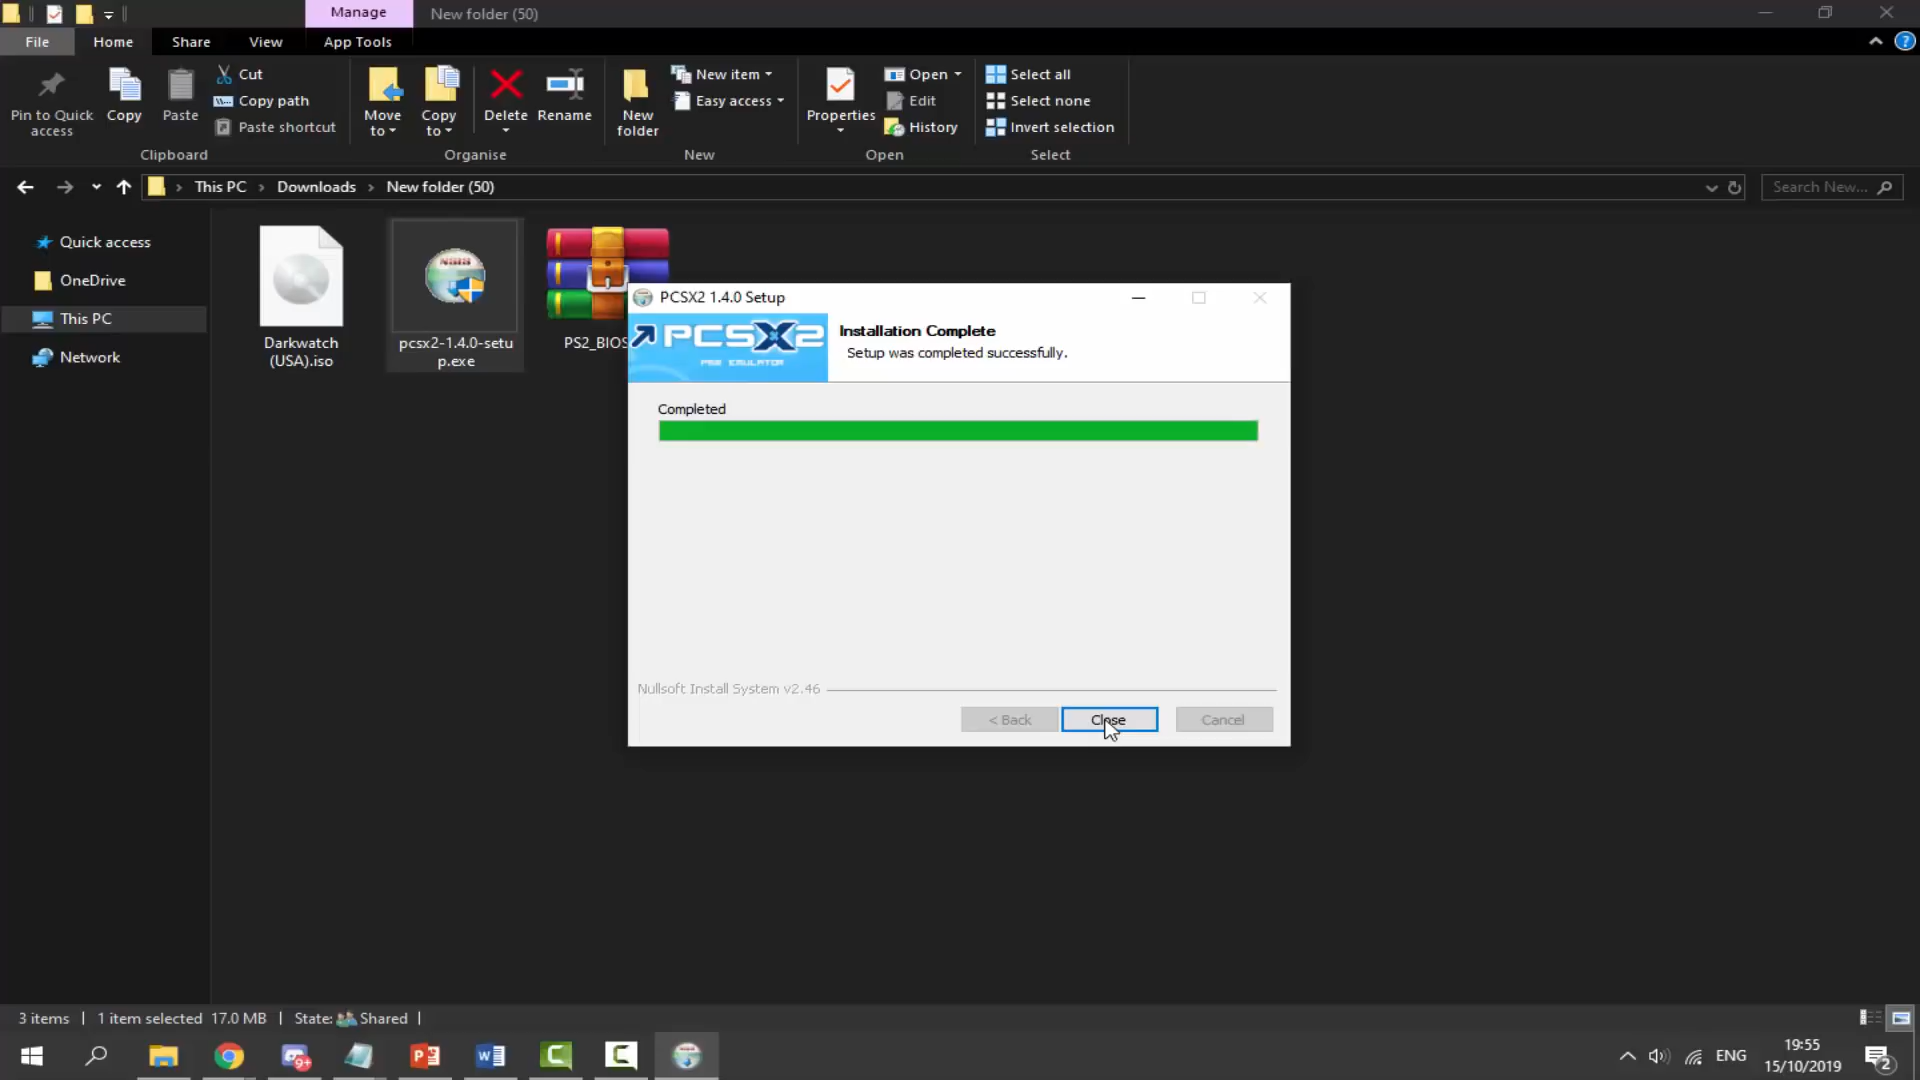 Manage
New folder (50)
File
Home
Share
View
App Tools
Pin to Quick
access
Copy
Paste
Cut
Copy path
Paste shortcut
Clipboard
Move
to
Copy
to
Delete
Rename
Organise
New
folder
New item
Easy access
New
Properties
Open
Edit
History
Open
Select all
Select none
Invert selection
Select
This PC
Downloads
New folder (50)
Search New...
Quick access
OneDrive
This PC
Network
Darkwatch
(USA).iso
pcsx2-1.4.0-setu
p.exe
PS2_BIOS
PCSX2 1.4.0 Setup
PCSX2
PS2 EMULATOR
Installation Complete
Setup was completed successfully.
Completed
Nullsoft Install System v2.46
< Back
Close
Cancel
3 items
1 item selected 17.0 MB
State: Shared
9+
ENG
19:55
15/10/2019
2